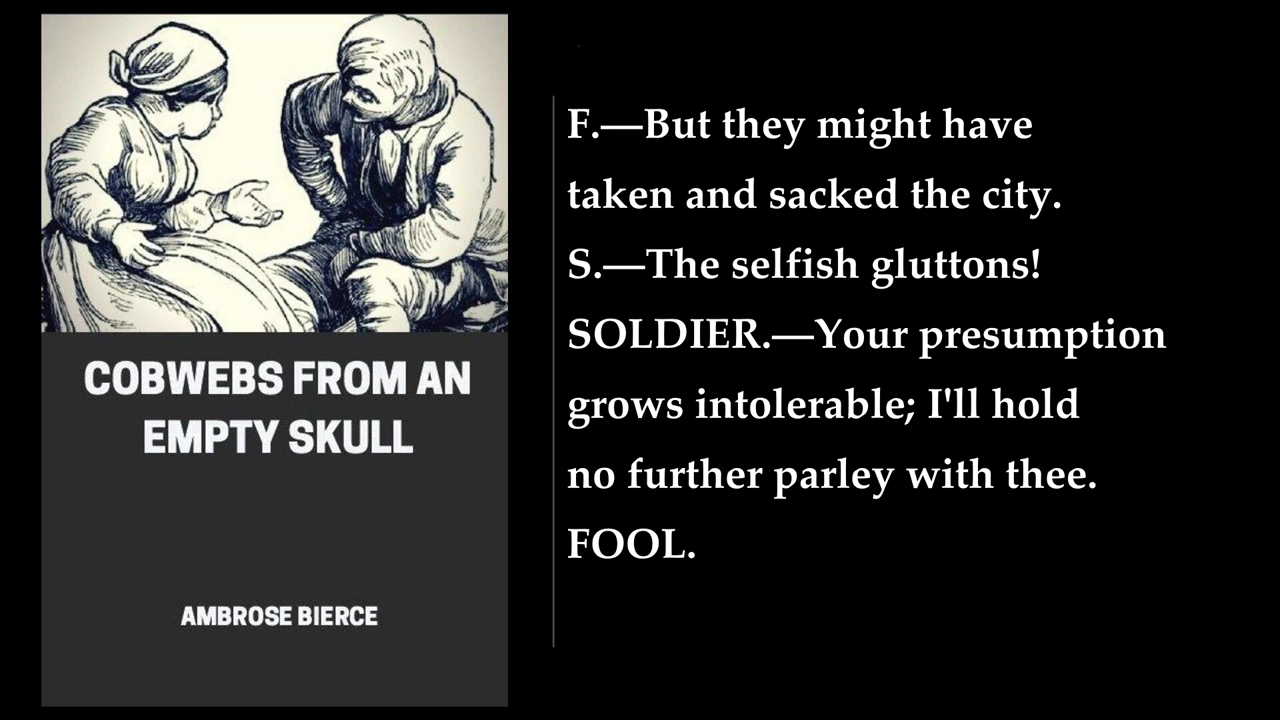 COBWEBS FROM AN
EMPTY SKULL
AMBROSE BIERCE
F.—But they might have
taken and sacked the city.
S.—The selfish gluttons!
SOLDIER.—Your presumption
grows intolerable; I'll hold
no further parley with thee.
FOOL.